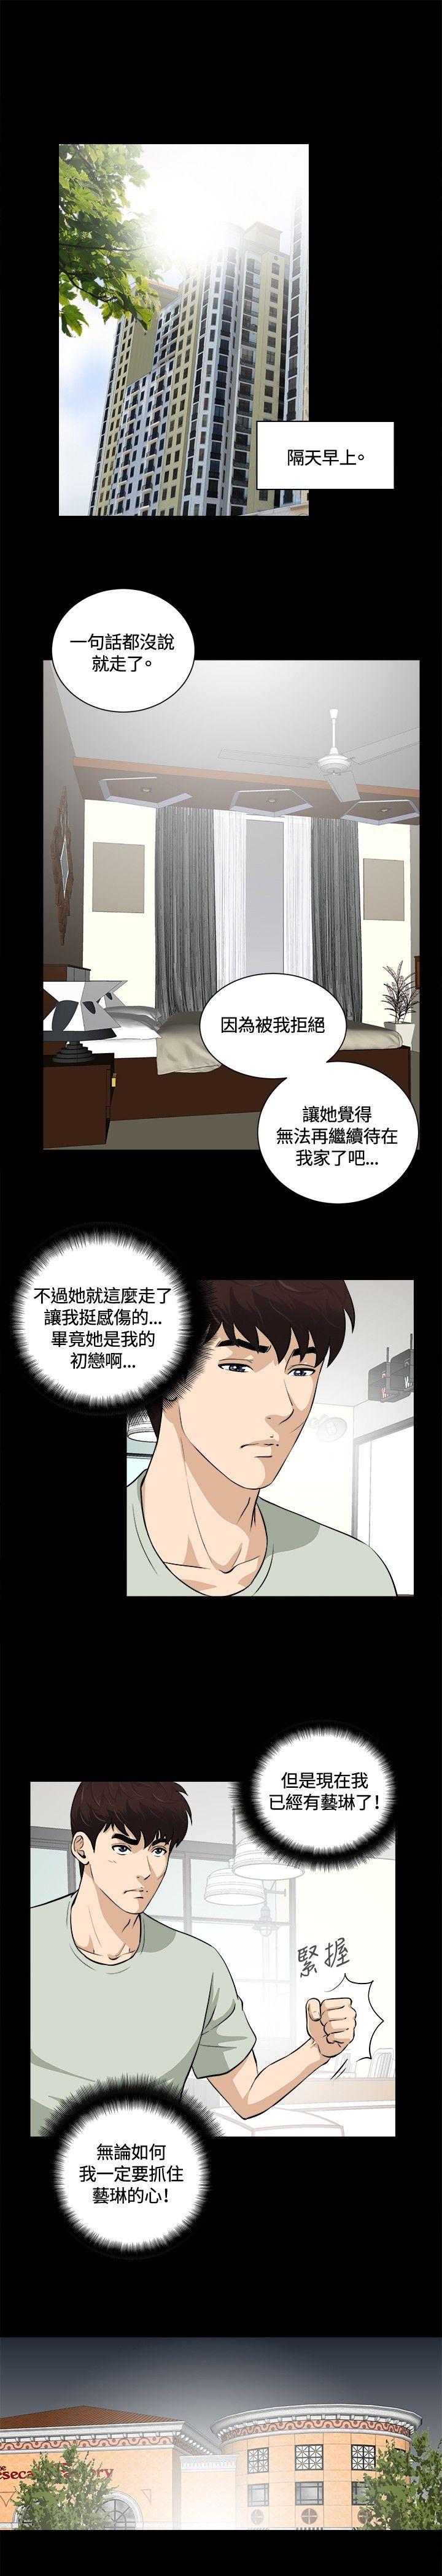 隔天早上。
一句話都沒說
就走了。
因為被我拒絕
讓她覺得
無法再繼續待在
我家了吧...
不過她就這麼走了
讓我挺感傷的...
畢竟她是我的
初戀啊...
但是現在我
已經有藝琳了!
緊握
無論如何
我一定要抓住
藝琳的心!